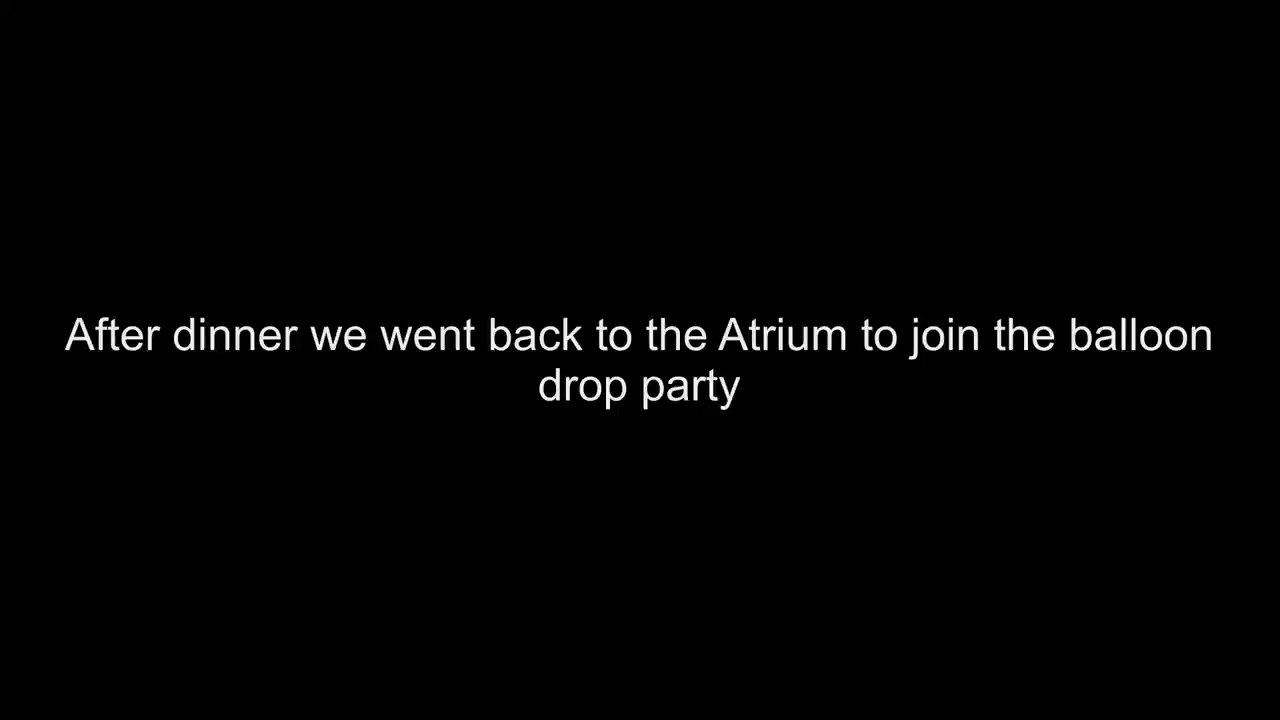 After dinner we went back to the Atrium to join the balloon
drop party